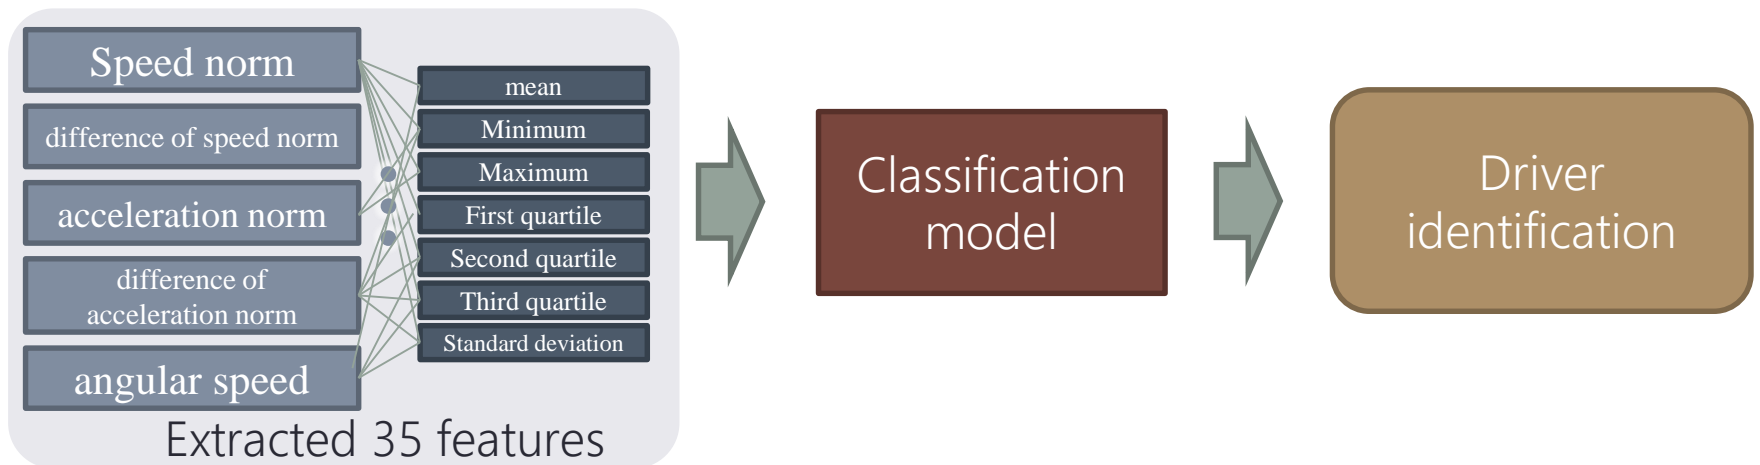 Speed norm
difference of speed norm
acceleration norm
difference of
acceleration norm
angular speed
mean
Minimum
Maximum
First quartile
Second quartile
Third quartile
Standard deviation
Extracted 35 features
Classification
model
Driver
identification